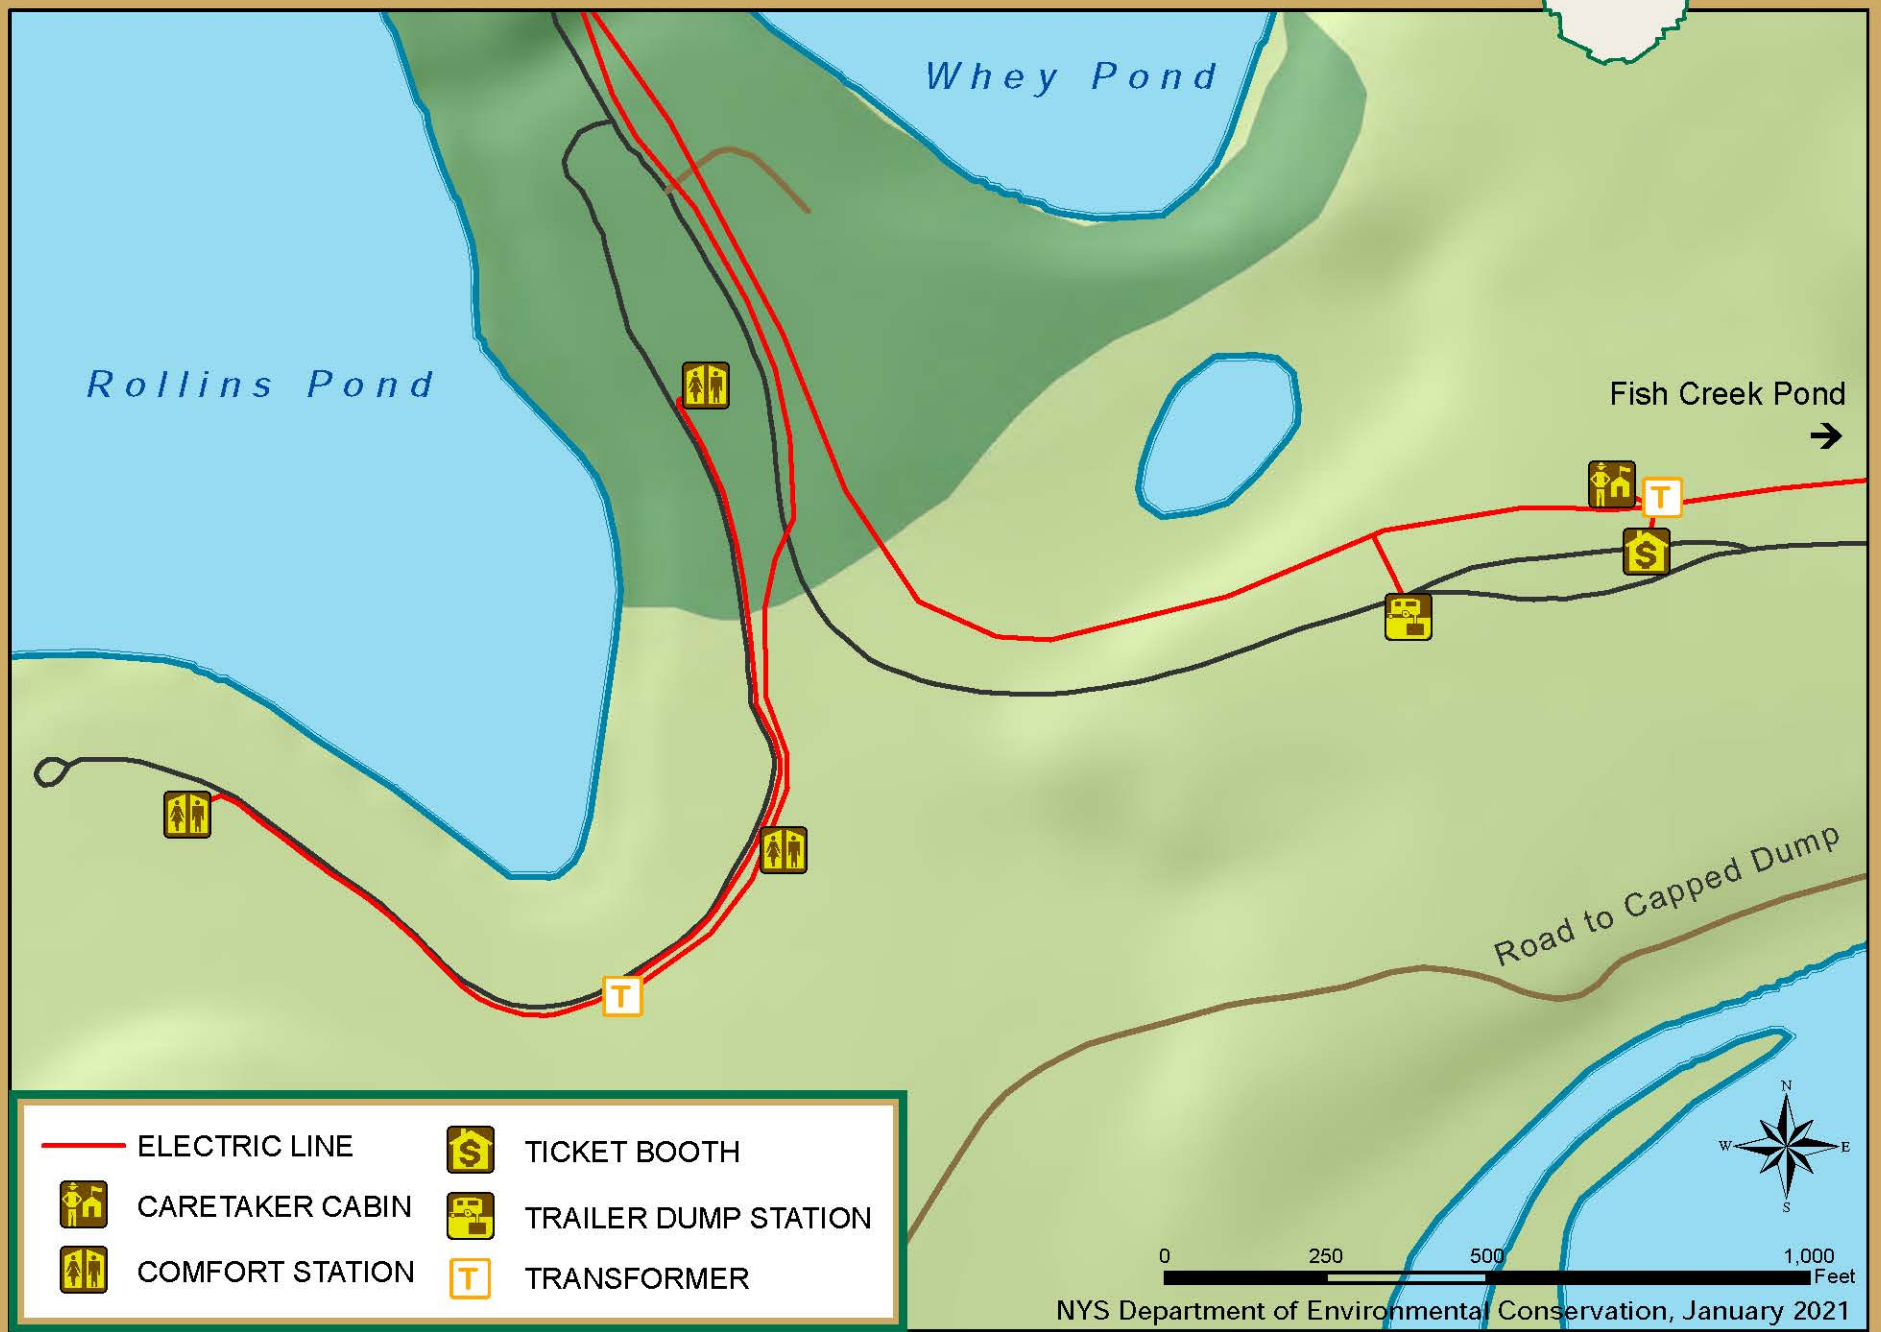 Whey Pond
Rollins Pond
Fish Creek Pond
→
T
$
T
Road to Capped Dump
ELECTRIC LINE
CARETAKER CABIN
COMFORT STATION
$ TICKET BOOTH
TRAILER DUMP STATION
T TRANSFORMER
N
W E
S
0 250 500 1,000
Feet
NYS Department of Environmental Conservation, January 2021